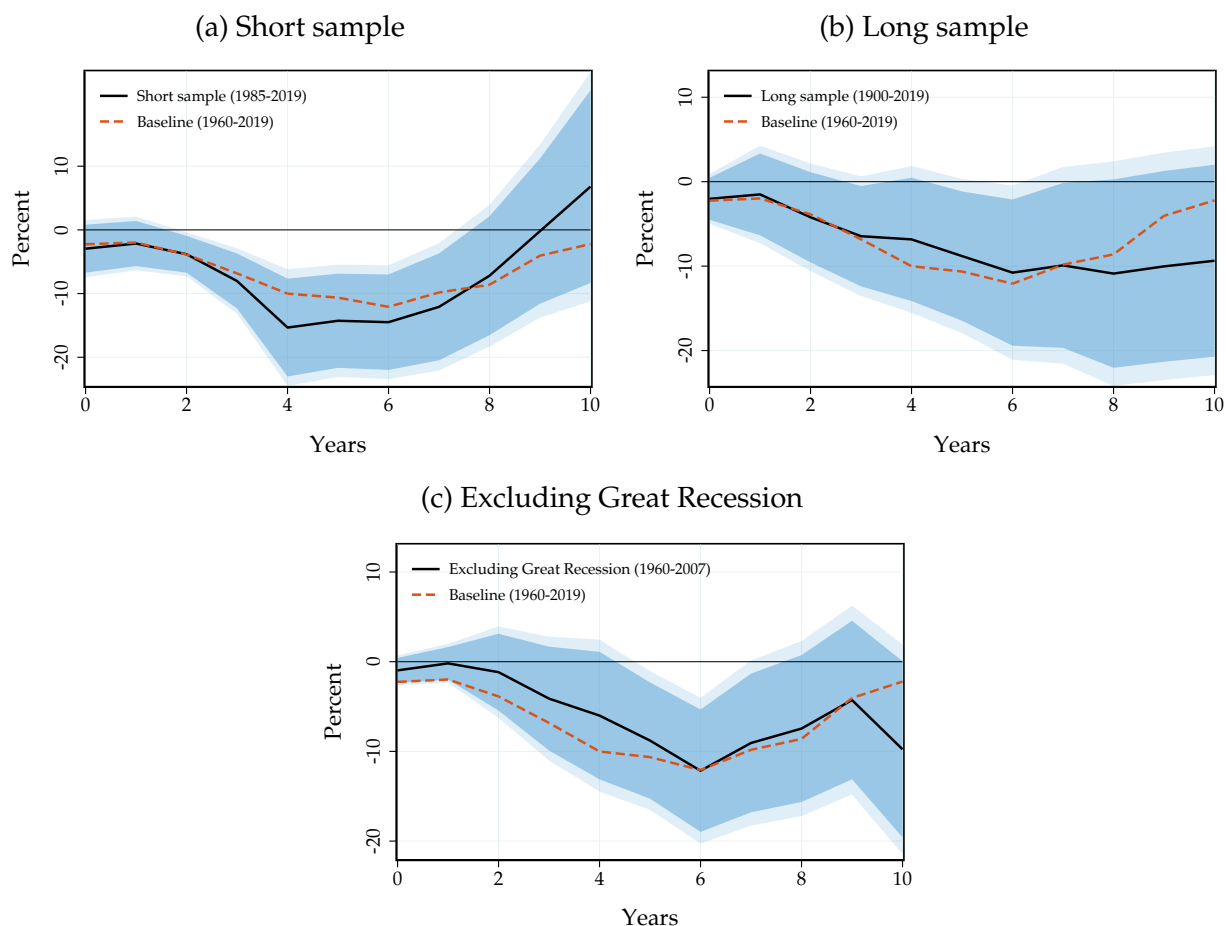 (a) Short sample
Short sample (1985-2019)
Baseline (1960-2019)
10
0
-10
-20
Percent
0 2 4 6 8 10
Years
(b) Long sample
Long sample (1900-2019)
Baseline (1960-2019)
10
0
-10
-20
Percent
0 2 4 6 8 10
Years
(c) Excluding Great Recession
Excluding Great Recession (1960-2007)
Baseline (1960-2019)
10
0
-10
-20
Percent
0 2 4 6 8 10
Years